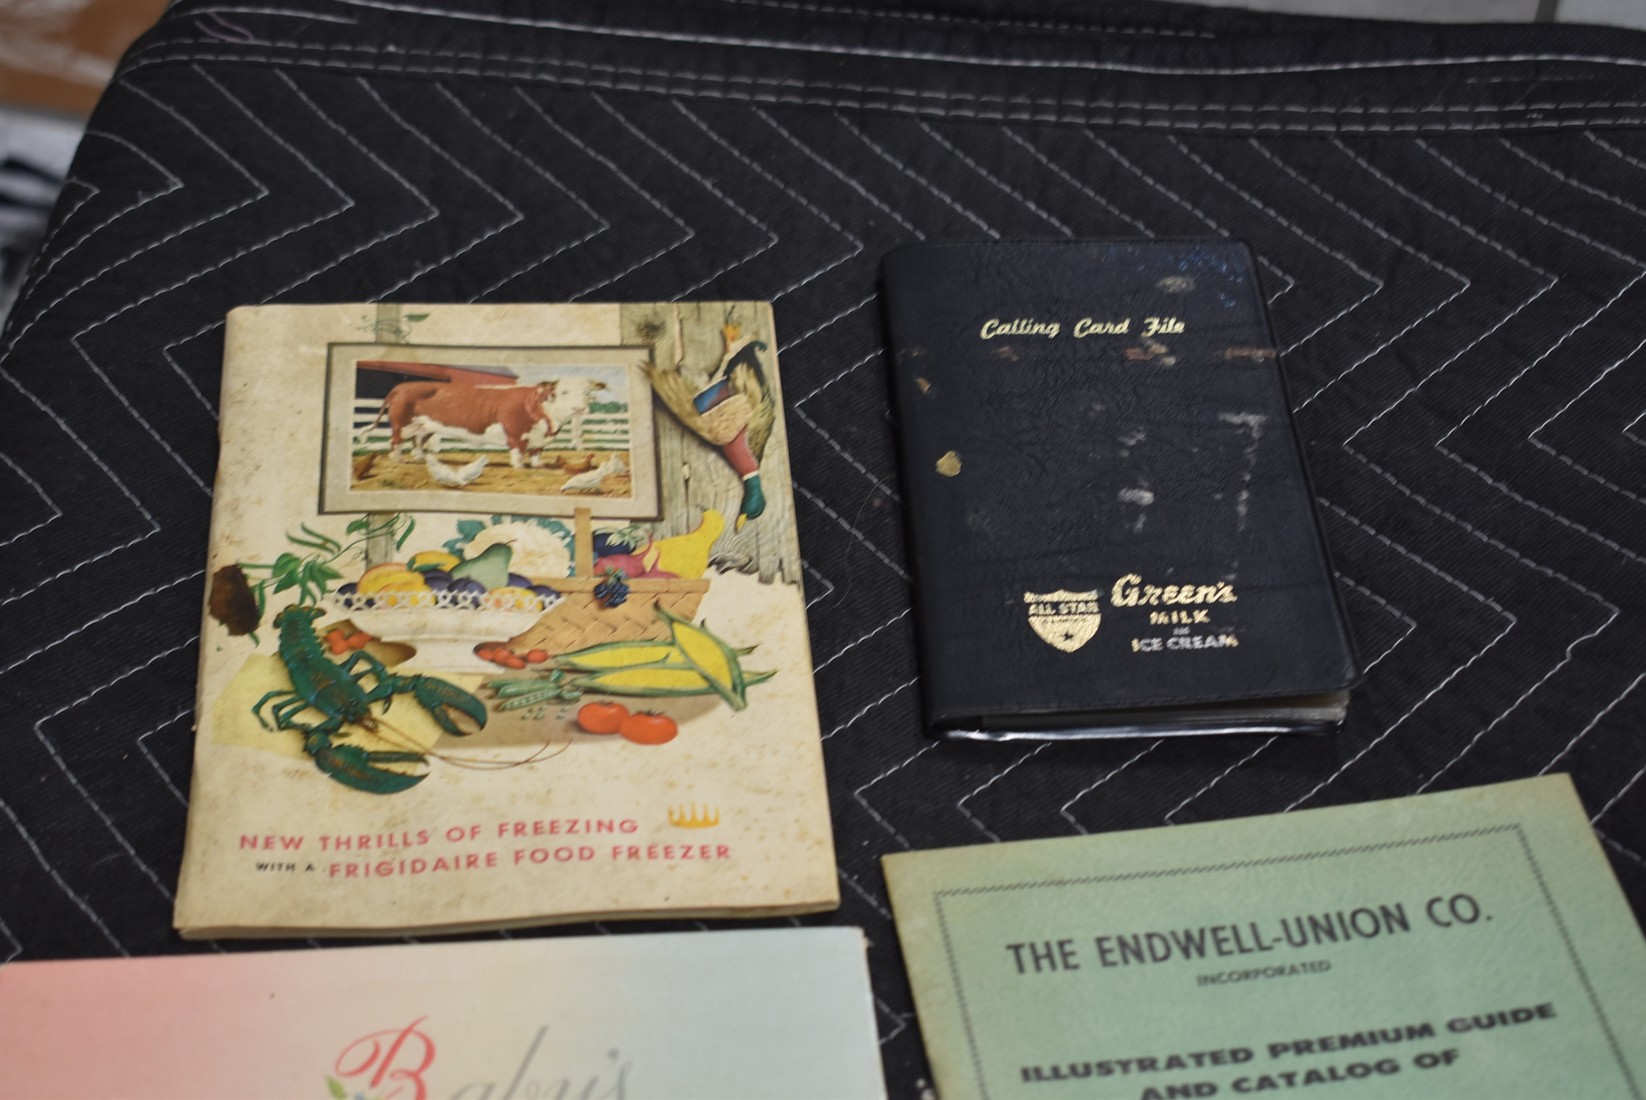 NEW THRILLS OF FREEZING
WITH A FRIGIDAIRE FOOD FREEZER
Calling Card File
ALL STAR
Green's
MILK
ICE CREAM
Baby's
THE ENDWELL-UNION CO.
INCORPORATED
ILLUSTRATED PREMIUM GUIDE
AND CATALOG OF